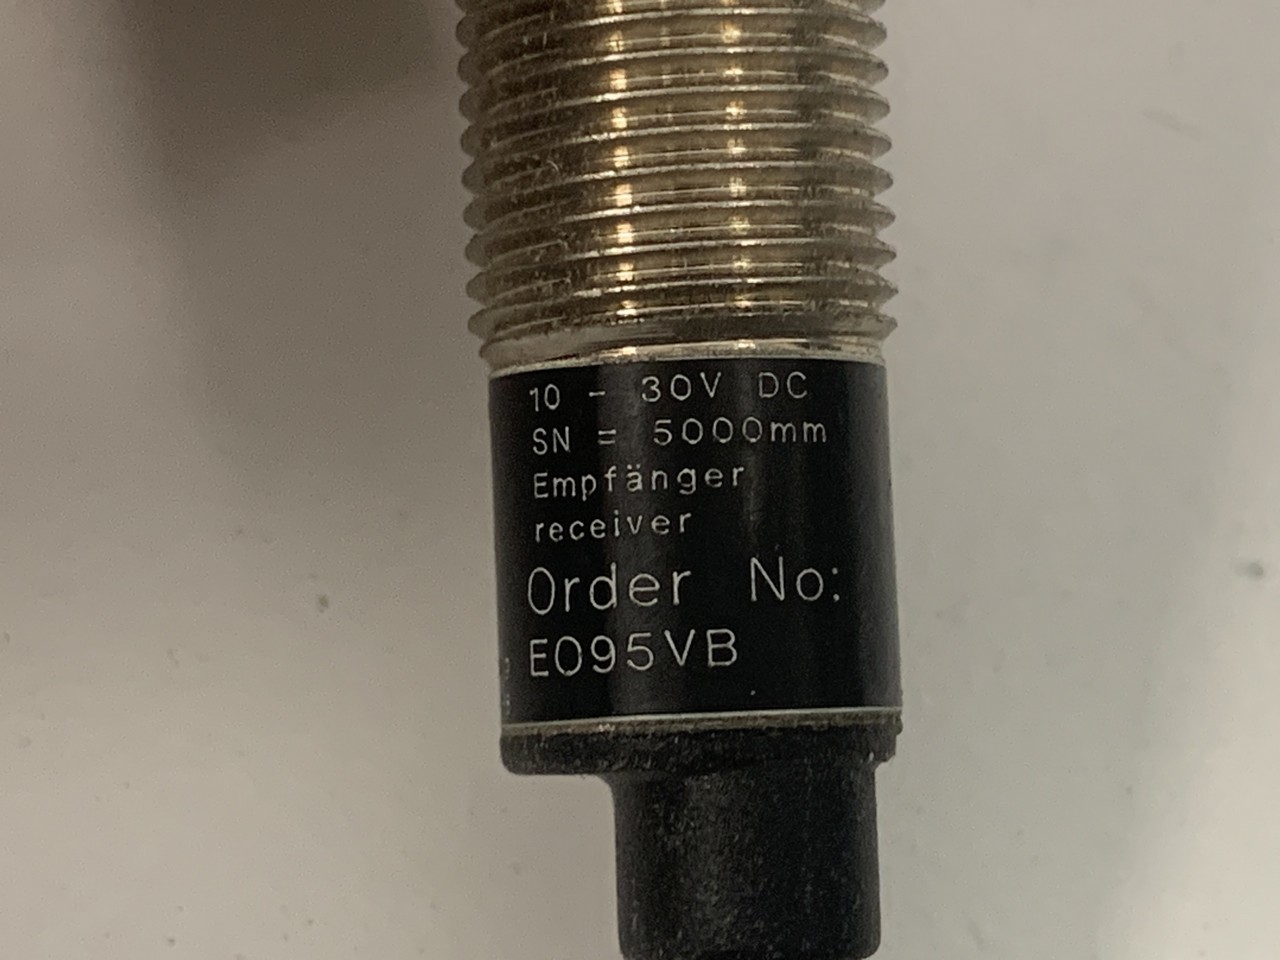 10 - 30V DC
SN = 5000mm
Empfänger
receiver
Order No:
E095VB